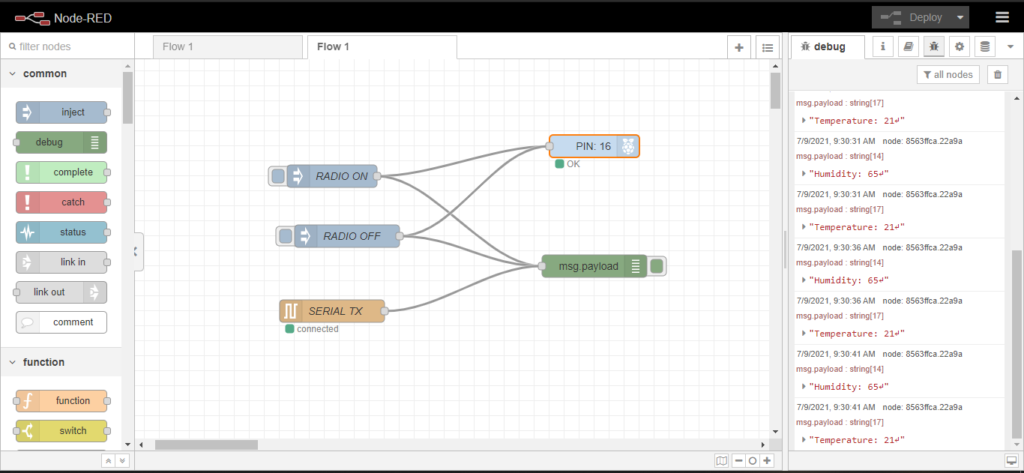 Node-RED
Deploy
filter nodes
Flow 1
Flow 1
debug
i
common
all nodes
inject
debug
complete
catch
status
link in
link out
comment
function
function
switch
RADIO ON
RADIO OFF
SERIAL TX
connected
PIN: 16
OK
msg.payload
msg.payload : string[17]
"Temperature: 21↵"
7/9/2021, 9:30:31 AM node: 8563ffca.22a9a
msg.payload : string[14]
"Humidity: 65↵"
7/9/2021, 9:30:31 AM node: 8563ffca.22a9a
msg.payload : string[17]
"Temperature: 21↵"
7/9/2021, 9:30:36 AM node: 8563ffca.22a9a
msg.payload : string[14]
"Humidity: 65↵"
7/9/2021, 9:30:36 AM node: 8563ffca.22a9a
msg.payload : string[17]
"Temperature: 21↵"
7/9/2021, 9:30:41 AM node: 8563ffca.22a9a
msg.payload : string[14]
"Humidity: 65↵"
7/9/2021, 9:30:41 AM node: 8563ffca.22a9a
msg.payload : string[17]
"Temperature: 21↵"